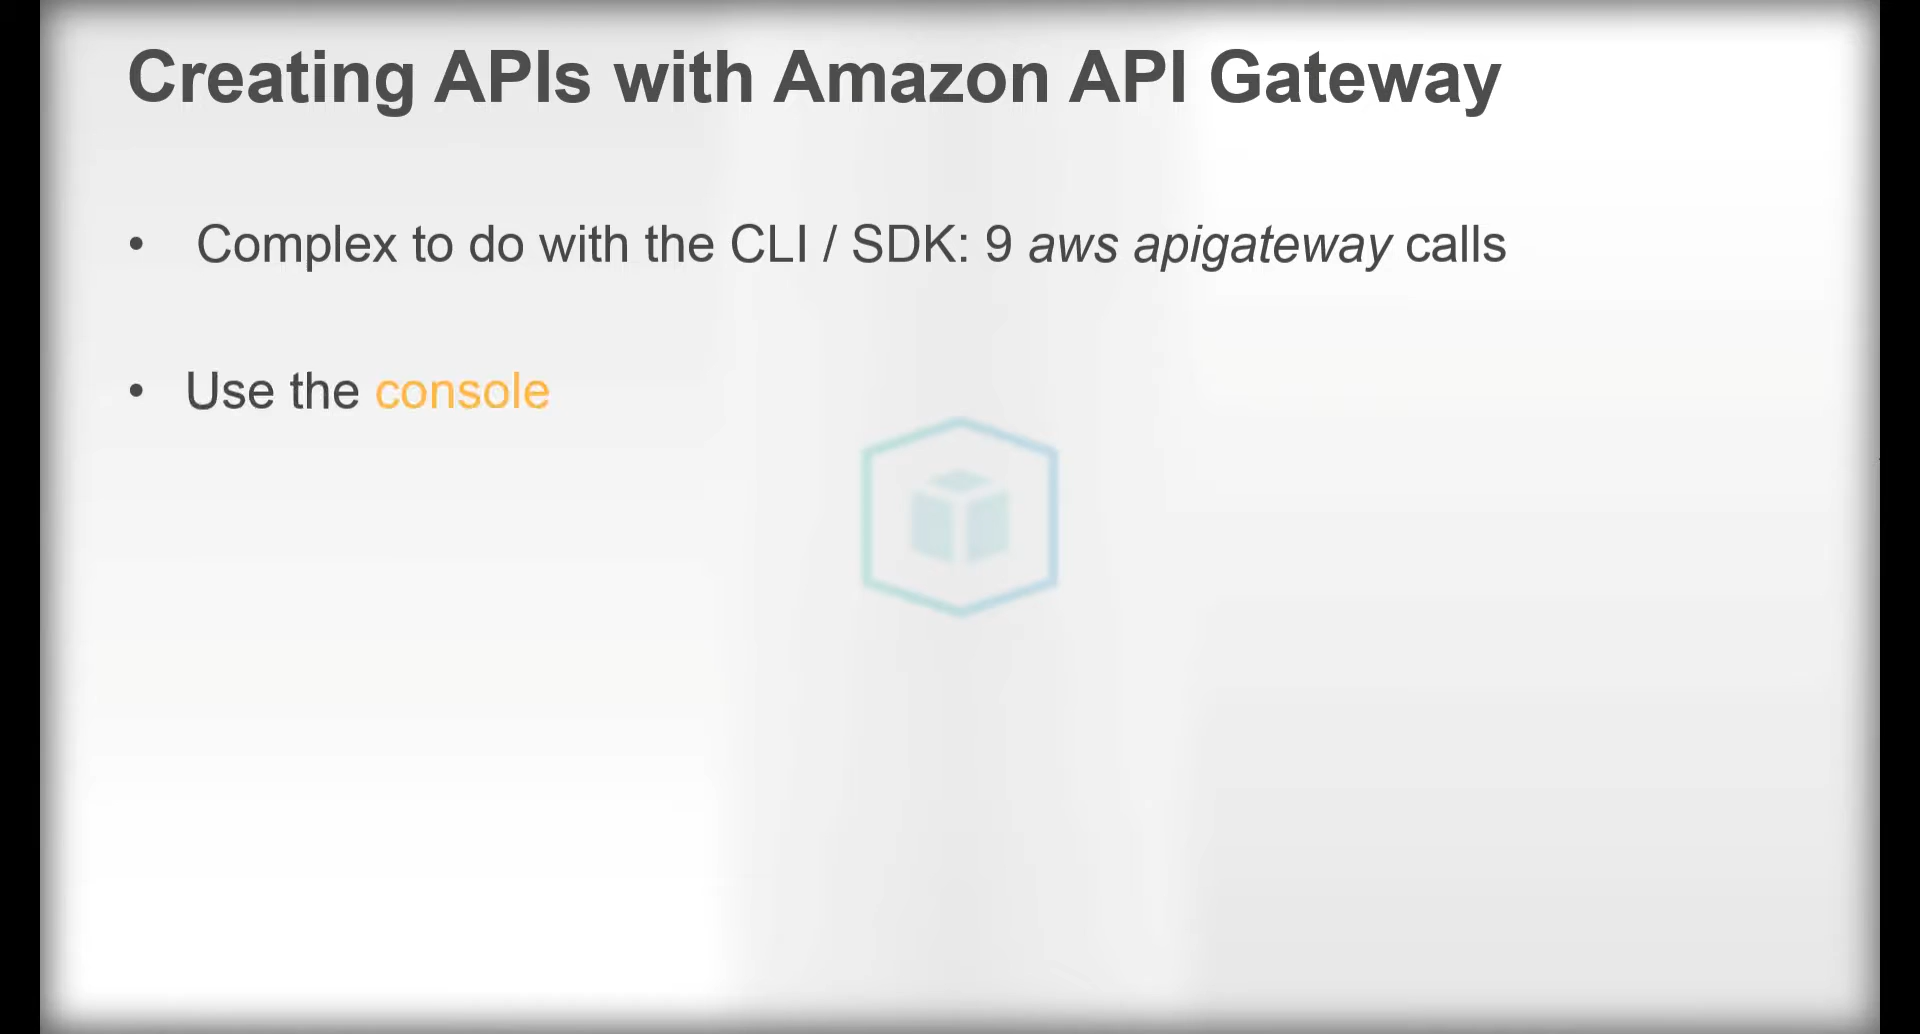 Creating APIs with Amazon API Gateway
• Complex to do with the CLI / SDK: 9 aws apigateway calls
• Use the console